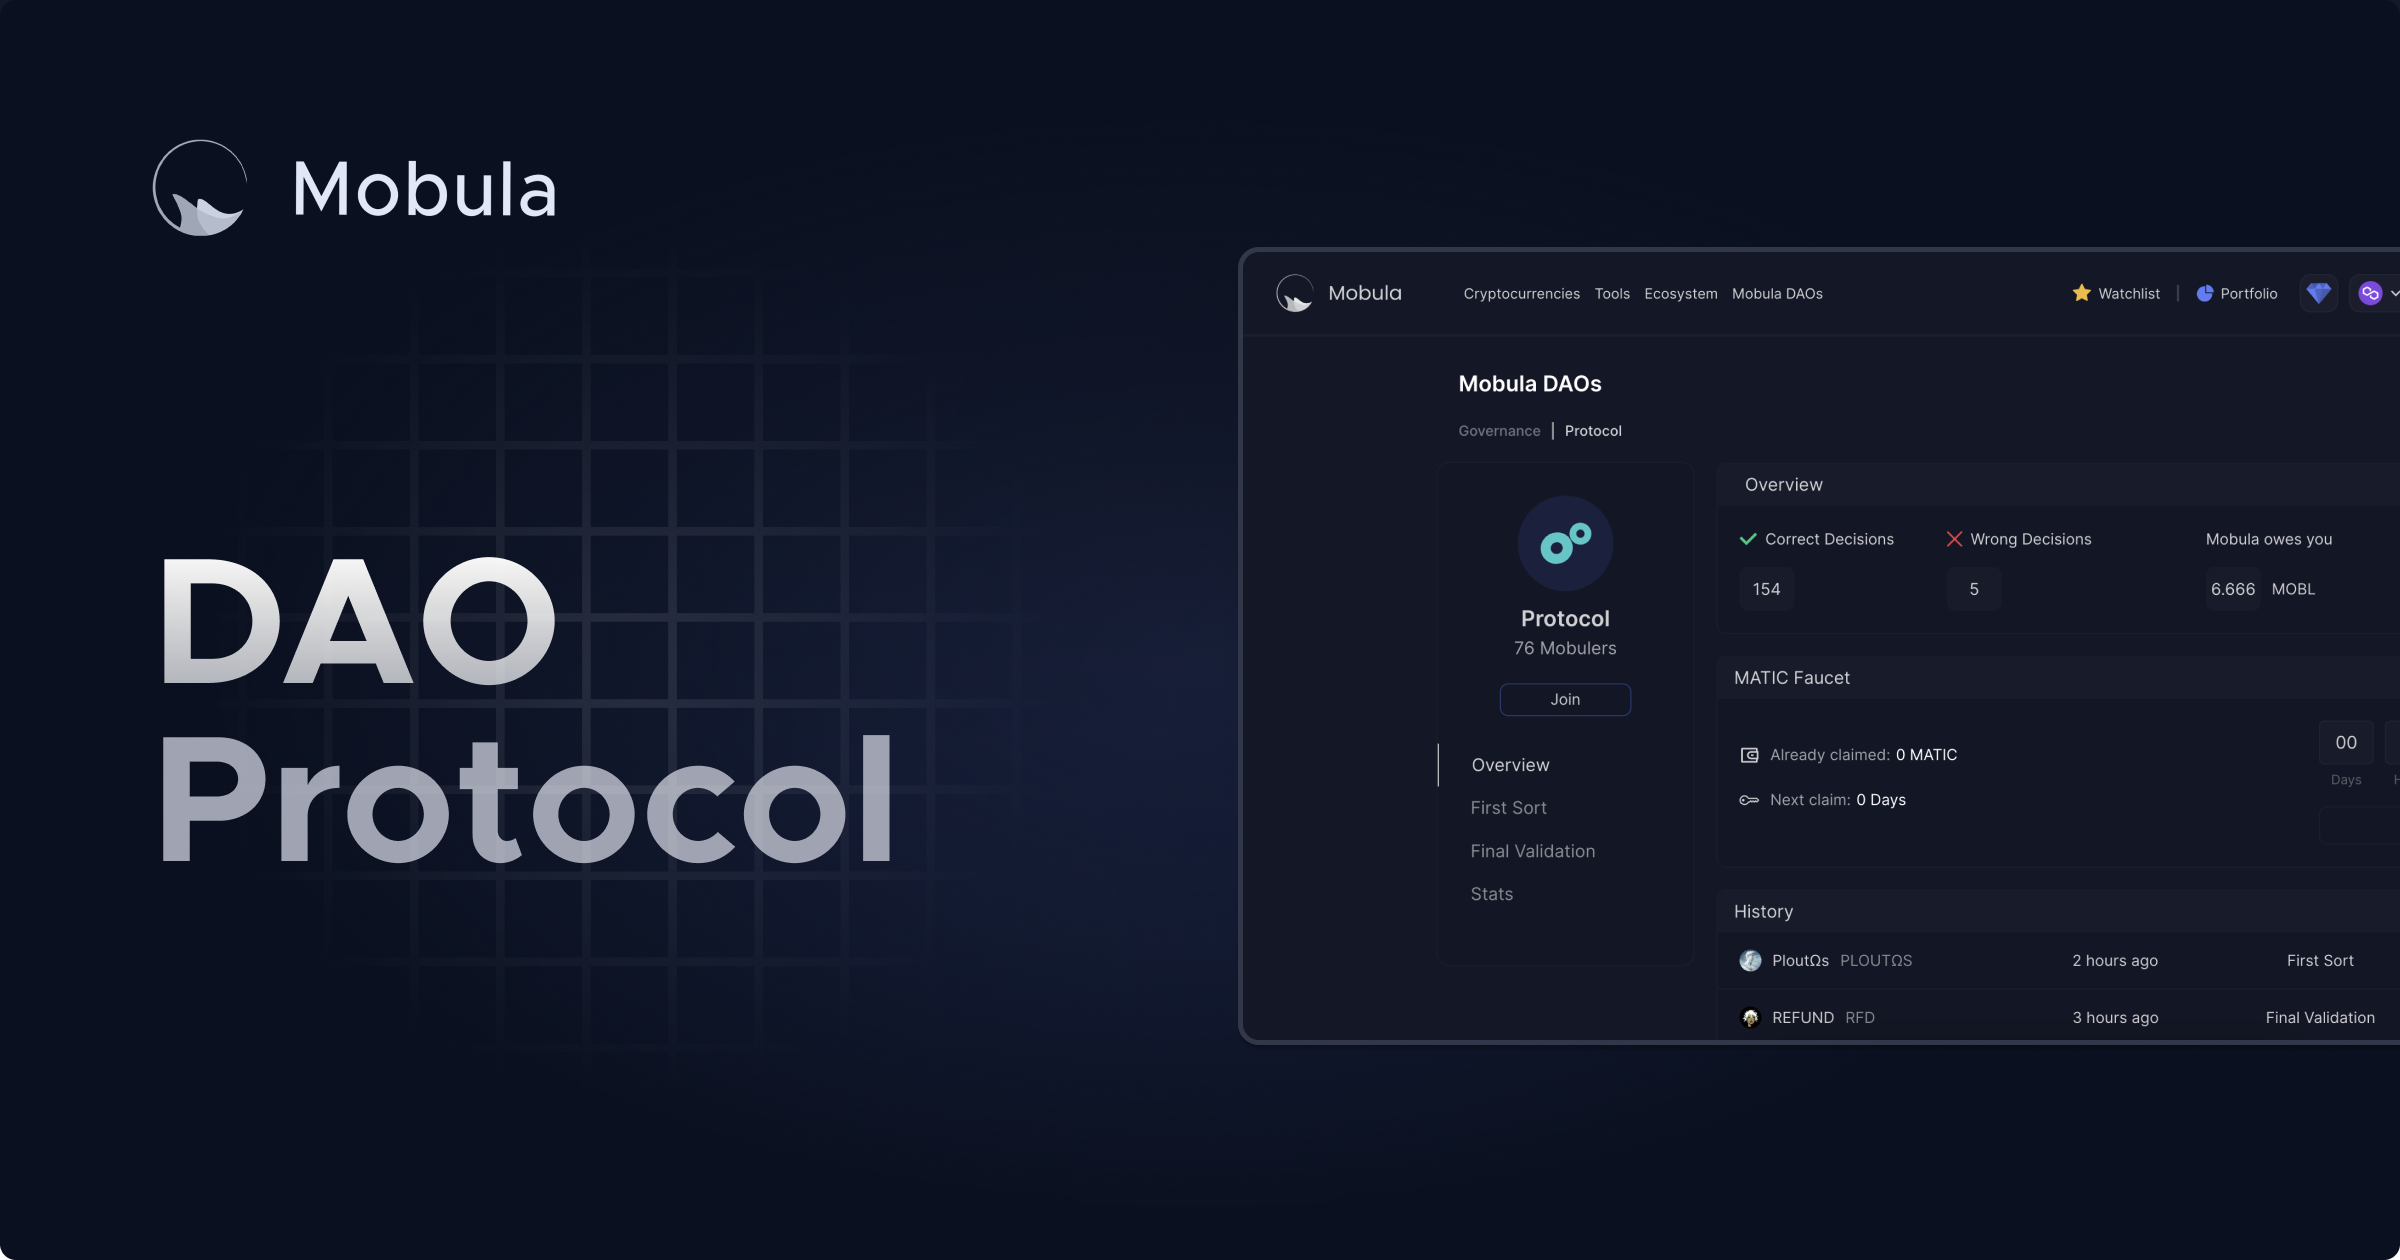 Mobula
DAO
Protocol
Mobula Cryptocurrencies Tools Ecosystem Mobula DAOs Watchlist | Portfolio
Mobula DAOs
Governance | Protocol
Protocol
76 Mobulers
Join
Overview
First Sort
Final Validation
Stats
Overview
Correct Decisions Wrong Decisions Mobula owes you
154 5 6.666 MOBL
MATIC Faucet
Already claimed: 0 MATIC
Next claim: 0 Days
00
Days
History
PloutΩs PLOUTΩS 2 hours ago First Sort
REFUND RFD 3 hours ago Final Validation